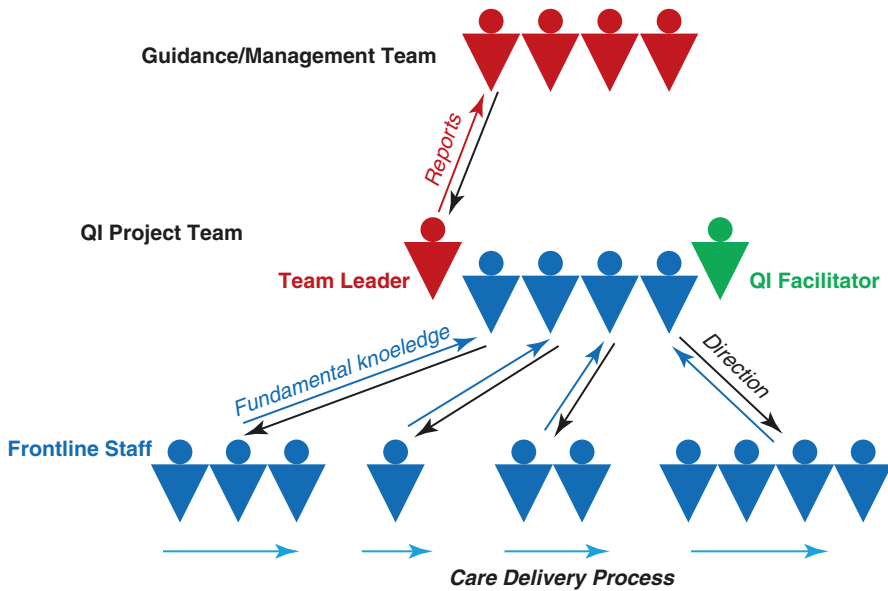 Guidance/Management Team
Reports
QI Project Team
Team Leader
QI Facilitator
Fundamental knoeledge
Direction
Frontline Staff
Care Delivery Process